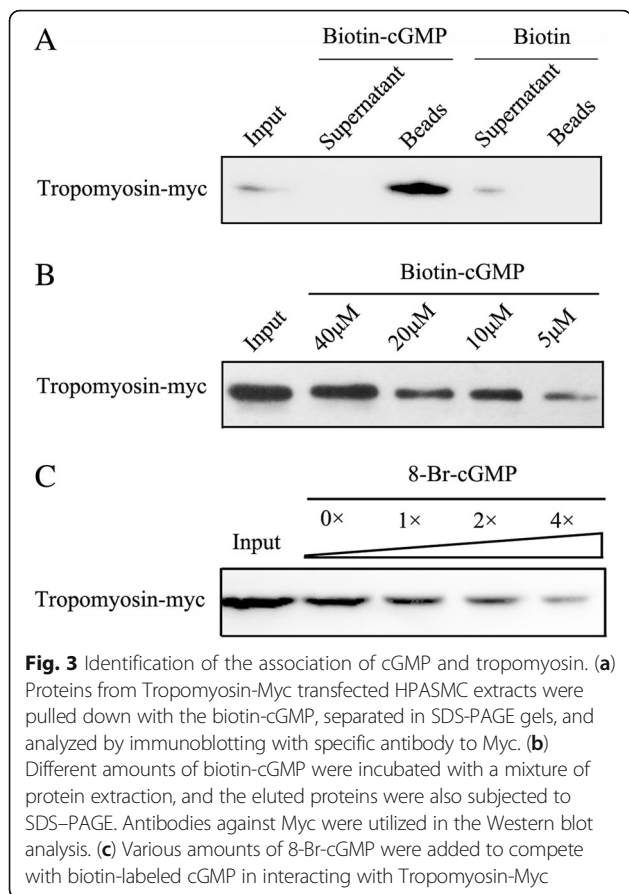 A
Biotin-cGMP Biotin
Input Supernatant Beads Supernatant Beads
Tropomyosin-myc
B
Biotin-cGMP
Input 40μM 20μM 10μM 5μM
Tropomyosin-myc
C
8-Br-cGMP
0× 1× 2× 4×
Input
Tropomyosin-myc
Fig. 3 Identification of the association of cGMP and tropomyosin. (a)
Proteins from Tropomyosin-Myc transfected HPASMC extracts were
pulled down with the biotin-cGMP, separated in SDS-PAGE gels, and
analyzed by immunoblotting with specific antibody to Myc. (b)
Different amounts of biotin-cGMP were incubated with a mixture of
protein extraction, and the eluted proteins were also subjected to
SDS–PAGE. Antibodies against Myc were utilized in the Western blot
analysis. (c) Various amounts of 8-Br-cGMP were added to compete
with biotin-labeled cGMP in interacting with Tropomyosin-Myc